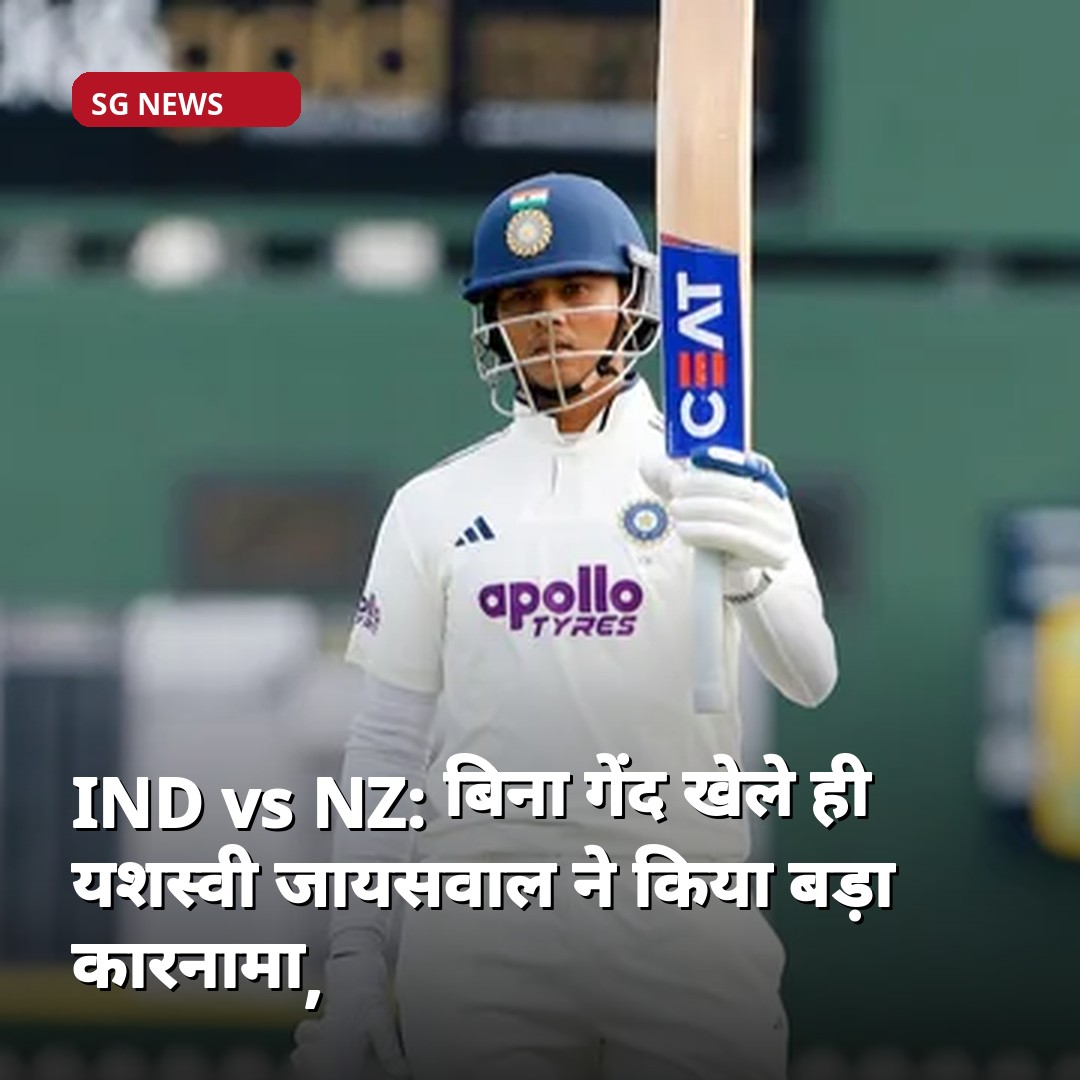 SG NEWS
CEAT
apollo
TYRES
IND vs NZ: बिना गेंद खेले ही
यशस्वी जायसवाल ने किया बड़ा
कारनामा,